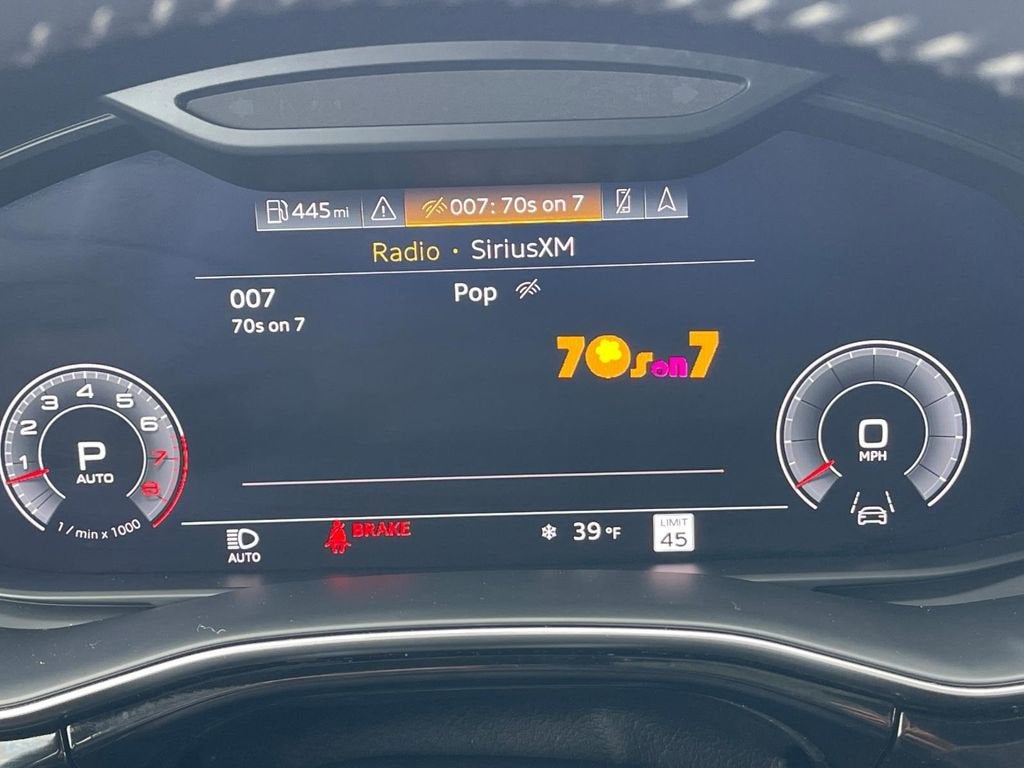 445 mi 007: 70s on 7
Radio · SiriusXM
007 Pop
70s on 7
70s on 7
1 2 3 4 5 6 7 8
P
AUTO
1 / min x 1000
0
MPH
AUTO
BRAKE
39 °F
LIMIT
45